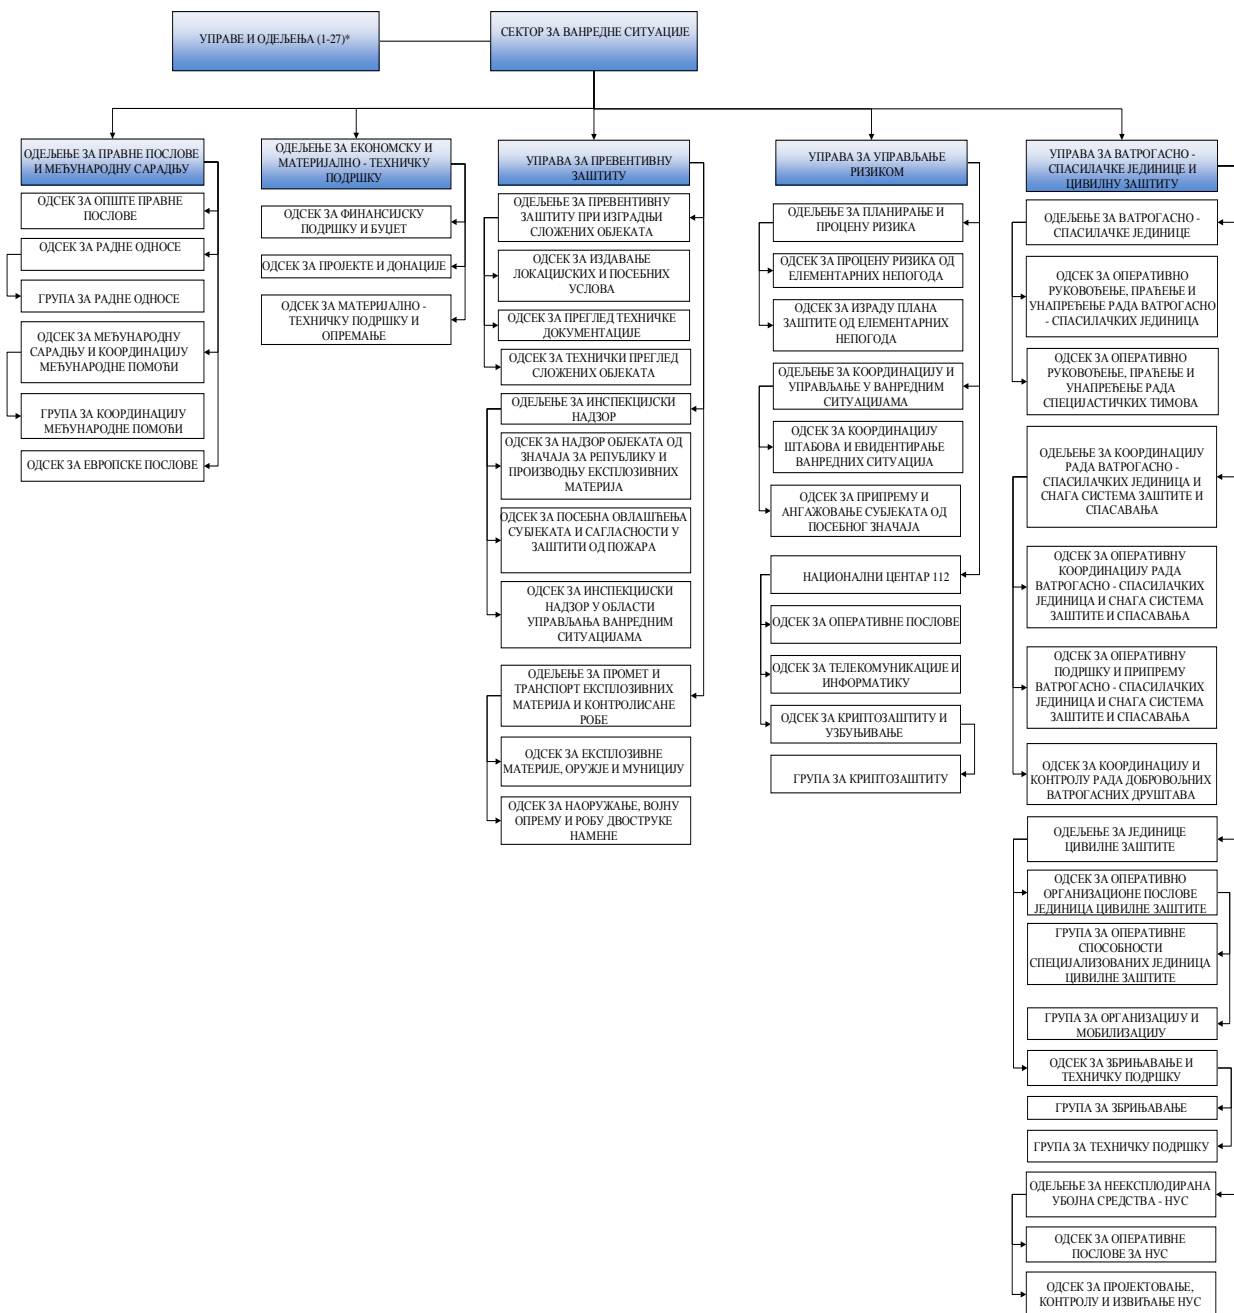 УПРАВЕ И ОДЕЉЕЊА (1-27)*
СЕКТОР ЗА ВАНРЕДНЕ СИТУАЦИЈЕ
ОДЕЉЕЊЕ ЗА ПРАВНЕ ПОСЛОВЕ
И МЕЂУНАРОДНУ САРАДЊУ
ОДСЕК ЗА ОПШТЕ ПРАВНЕ
ПОСЛОВЕ
ОДСЕК ЗА РАДНЕ ОДНОСЕ
ГРУПА ЗА РАДНЕ ОДНОСЕ
ОДСЕК ЗА МЕЂУНАРОДНУ
САРАДЊУ И КООРДИНАЦИЈУ
МЕЂУНАРОДНЕ ПОМОЋИ
ГРУПА ЗА КООРДИНАЦИЈУ
МЕЂУНАРОДНЕ ПОМОЋИ
ОДСЕК ЗА ЕВРОПСКЕ ПОСЛОВЕ
ОДЕЉЕЊЕ ЗА ЕКОНОМСКУ И
МАТЕРИЈАЛНО - ТЕХНИЧКУ
ПОДРШКУ
ОДСЕК ЗА ФИНАНСИЈСКУ
ПОДРШКУ И БУЏЕТ
ОДСЕК ЗА ПРОЈЕКТЕ И ДОНАЦИЈЕ
ОДСЕК ЗА МАТЕРИЈАЛНО -
ТЕХНИЧКУ ПОДРШКУ И
ОПРЕМАЊЕ
УПРАВА ЗА ПРЕВЕНТИВНУ
ЗАШТИТУ
ОДЕЉЕЊЕ ЗА ПРЕВЕНТИВНУ
ЗАШТИТУ ПРИ ИЗГРАДЊИ
СЛОЖЕНИХ ОБЈЕКАТА
ОДСЕК ЗА ИЗДАВАЊЕ
ЛОКАЦИЈСКИХ И ПОСЕБНИХ
УСЛОВА
ОДСЕК ЗА ПРЕГЛЕД ТЕХНИЧКЕ
ДОКУМЕНТАЦИЈЕ
ОДСЕК ЗА ТЕХНИЧКИ ПРЕГЛЕД
СЛОЖЕНИХ ОБЈЕКАТА
ОДЕЉЕЊЕ ЗА ИНСПЕКЦИЈСКИ
НАДЗОР
ОДСЕК ЗА НАДЗОР ОБЈЕКАТА ОД
ЗНАЧАЈА ЗА РЕПУБЛИКУ И
ПРОИЗВОДЊУ ЕКСПЛОЗИВНИХ
МАТЕРИЈА
ОДСЕК ЗА ПОСЕБНА ОВЛАШЋЕЊА
СУБЈЕКАТА И САГЛАСНОСТИ У
ЗАШТИТИ ОД ПОЖАРА
ОДСЕК ЗА ИНСПЕКЦИЈСКИ
НАДЗОР У ОБЛАСТИ
УПРАВЉАЊА ВАНРЕДНИМ
СИТУАЦИЈАМА
ОДЕЉЕЊЕ ЗА ПРОМЕТ И
ТРАНСПОРТ ЕКСПЛОЗИВНИХ
МАТЕРИЈА И КОНТРОЛИСАНЕ
РОБЕ
ОДСЕК ЗА ЕКСПЛОЗИВНЕ
МАТЕРИЈЕ, ОРУЖЈЕ И МУНИЦИЈУ
ОДСЕК ЗА НАОРУЖАЊЕ, ВОЈНУ
ОПРЕМУ И РОБУ ДВОСТРУКЕ
НАМЕНЕ
УПРАВА ЗА УПРАВЉАЊЕ
РИЗИКОМ
ОДЕЉЕЊЕ ЗА ПЛАНИРАЊЕ И
ПРОЦЕНУ РИЗИКА
ОДСЕК ЗА ПРОЦЕНУ РИЗИКА ОД
ЕЛЕМЕНТАРНИХ НЕПОГОДА
ОДСЕК ЗА ИЗРАДУ ПЛАНА
ЗАШТИТЕ ОД ЕЛЕМЕНТАРНИХ
НЕПОГОДА
ОДЕЉЕЊЕ ЗА КООРДИНАЦИЈУ И
УПРАВЉАЊЕ У ВАНРЕДНИМ
СИТУАЦИЈАМА
ОДСЕК ЗА КООРДИНАЦИЈУ
ШТАБОВА И ЕВИДЕНТИРАЊЕ
ВАНРЕДНИХ СИТУАЦИЈА
ОДСЕК ЗА ПРИПРЕМУ И
АНГАЖОВАЊЕ СУБЈЕКАТА ОД
ПОСЕБНОГ ЗНАЧАЈА
НАЦИОНАЛНИ ЦЕНТАР 112
ОДСЕК ЗА ОПЕРАТИВНЕ ПОСЛОВЕ
ОДСЕК ЗА ТЕЛЕКОМУНИКАЦИЈЕ И
ИНФОРМАТИКУ
ОДСЕК ЗА КРИПТОЗАШТИТУ И
УЗБУЊИВАЊЕ
ГРУПА ЗА КРИПТОЗАШТИТУ
УПРАВА ЗА ВАТРОГАСНО -
СПАСИЛАЧКЕ ЈЕДИНИЦЕ И
ЦИВИЛНУ ЗАШТИТУ
ОДЕЉЕЊЕ ЗА ВАТРОГАСНО -
СПАСИЛАЧКЕ ЈЕДИНИЦЕ
ОДСЕК ЗА ОПЕРАТИВНО
РУКОВОЂЕЊЕ, ПРАЋЕЊЕ И
УНАПРЕЂЕЊЕ РАДА ВАТРОГАСНО
- СПАСИЛАЧКИХ ЈЕДИНИЦА
ОДСЕК ЗА ОПЕРАТИВНО
РУКОВОЂЕЊЕ, ПРАЋЕЊЕ И
УНАПРЕЂЕЊЕ РАДА
СПЕЦИЈАСТИЧКИХ ТИМОВА
ОДЕЉЕЊЕ ЗА КООРДИНАЦИЈУ
РАДА ВАТРОГАСНО -
СПАСИЛАЧКИХ ЈЕДИНИЦА И
СНАГА СИСТЕМА ЗАШТИТЕ И
СПАСАВАЊА
ОДСЕК ЗА ОПЕРАТИВНУ
КООРДИНАЦИЈУ РАДА
ВАТРОГАСНО - СПАСИЛАЧКИХ
ЈЕДИНИЦА И СНАГА СИСТЕМА
ЗАШТИТЕ И СПАСАВАЊА
ОДСЕК ЗА ОПЕРАТИВНУ
ПОДРШКУ И ПРИПРЕМУ
ВАТРОГАСНО - СПАСИЛАЧКИХ
ЈЕДИНИЦА И СНАГА СИСТЕМА
ЗАШТИТЕ И СПАСАВАЊА
ОДСЕК ЗА КООРДИНАЦИЈУ И
КОНТРОЛУ РАДА ДОБРОВОЉНИХ
ВАТРОГАСНИХ ДРУШТАВА
ОДЕЉЕЊЕ ЗА ЈЕДИНИЦЕ
ЦИВИЛНЕ ЗАШТИТЕ
ОДСЕК ЗА ОПЕРАТИВНО
ОРГАНИЗАЦИОНЕ ПОСЛОВЕ
ЈЕДИНИЦА ЦИВИЛНЕ ЗАШТИТЕ
ГРУПА ЗА ОПЕРАТИВНЕ
СПОСОБНОСТИ
СПЕЦИЈАЛИЗОВАНИХ ЈЕДИНИЦА
ЦИВИЛНЕ ЗАШТИТЕ
ГРУПА ЗА ОРГАНИЗАЦИЈУ И
МОБИЛИЗАЦИЈУ
ОДСЕК ЗА ЗБРИЊАВАЊЕ И
ТЕХНИЧКУ ПОДРШКУ
ГРУПА ЗА ЗБРИЊАВАЊЕ
ГРУПА ЗА ТЕХНИЧКУ ПОДРШКУ
ОДЕЉЕЊЕ ЗА НЕЕКСПЛОДИРАНА
УБОЈНА СРЕДСТВА - НУС
ОДСЕК ЗА ОПЕРАТИВНЕ
ПОСЛОВЕ ЗА НУС
ОДСЕК ЗА ПРОЈЕКТОВАЊЕ,
КОНТРОЛУ И ИЗВИЂАЊЕ НУС